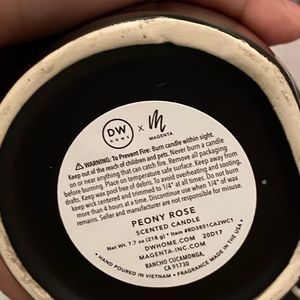 DW
HOME
X
M
MAGENTA
⚠ WARNING: To Prevent Fire: Burn candle within sight.
Keep out of the reach of children and pets. Never burn a candle
on or near anything that can catch fire. Remove all packaging
before burning. Place on temperature safe surface. To avoid overheating and sooting,
keep wax pool free of debris. To avoid overheating and sooting,
keep wick centered and trimmed to 1/4" at all times. Do not burn
more than 4 hours at a time. Discontinue use when 1/4" of wax
remains. Seller and manufacturer are not responsible for misuse.
PEONY ROSE
SCENTED CANDLE
Net Wt. 7.7 oz (218 g) • Item #RD3851CA2WC1
DWHOME.COM 20D17
MAGENTA-INC.COM
RANCHO CUCAMONGA,
CA 91730
• HAND POURED IN VIETNAM • FRAGRANCE MADE IN THE USA •